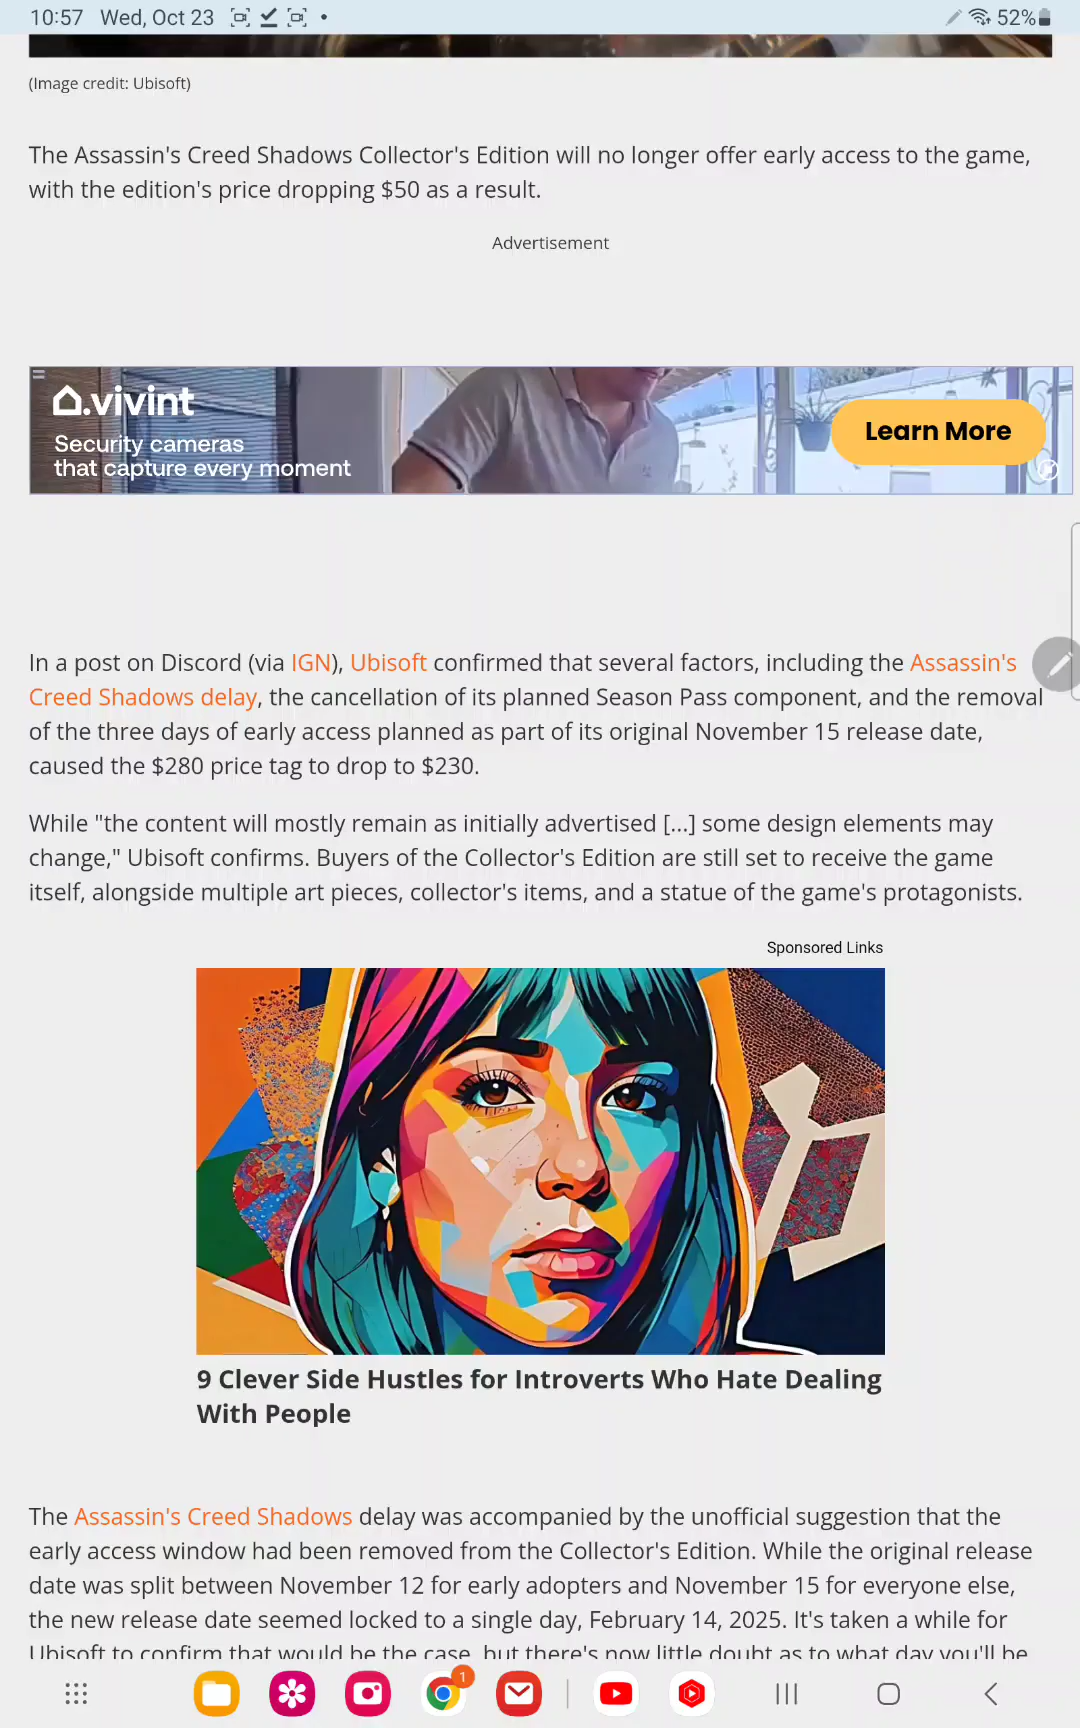 10:57 Wed, Oct 23
52%
(Image credit: Ubisoft)
The Assassin's Creed Shadows Collector's Edition will no longer offer early access to the game,
with the edition's price dropping $50 as a result.
Advertisement
vivint
Security cameras
that capture every moment
Learn More
In a post on Discord (via IGN), Ubisoft confirmed that several factors, including the Assassin's
Creed Shadows delay, the cancellation of its planned Season Pass component, and the removal
of the three days of early access planned as part of its original November 15 release date,
caused the $280 price tag to drop to $230.
While "the content will mostly remain as initially advertised [...] some design elements may
change," Ubisoft confirms. Buyers of the Collector's Edition are still set to receive the game
itself, alongside multiple art pieces, collector's items, and a statue of the game's protagonists.
Sponsored Links
9 Clever Side Hustles for Introverts Who Hate Dealing
With People
The Assassin's Creed Shadows delay was accompanied by the unofficial suggestion that the
early access window had been removed from the Collector's Edition. While the original release
date was split between November 12 for early adopters and November 15 for everyone else,
the new release date seemed locked to a single day, February 14, 2025. It's taken a while for
Ubisoft to confirm that would be the case, but there's now little doubt as to what day you'll be
1